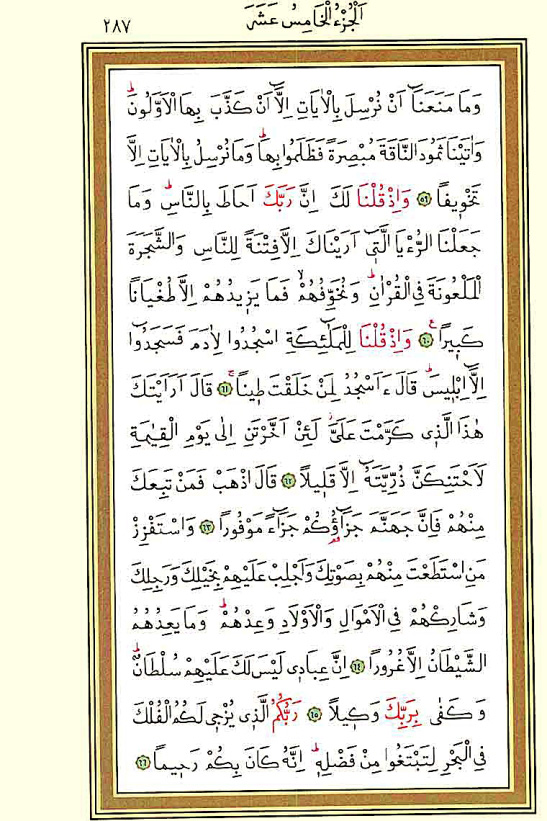 اَلْجُزْءُ الْخَامِسُ عَشَرَ
٢٨٧
وَمَا مَنَعَنَٓا اَنْ نُرْسِلَ بِالْاٰيَاتِ اِلَّٓا اَنْ كَذَّبَ بِهَا الْاَوَّلُونَۜ
وَاٰتَيْنَا ثَمُودَ النَّاقَةَ مُبْصِرَةً فَظَلَمُوا بِهَاۜ وَمَا نُرْسِلُ بِالْاٰيَاتِ اِلَّا
تَخْو۪يفاً ﴿٥٩﴾ وَاِذْ قُلْنَا لَكَ اِنَّ رَبَّكَ اَحَاطَ بِالنَّاسِۜ وَمَا
جَعَلْنَا الرُّءْيَا الَّت۪ٓي اَرَيْنَاكَ اِلَّا فِتْنَةً لِلنَّاسِ وَالشَّجَرَةَ
الْمَلْعُونَةَ فِي الْقُرْاٰنِۜ وَنُخَوِّفُهُمْۙ فَمَا يَز۪يدُهُمْ اِلَّا طُغْيَاناً
كَب۪يراً۟ ﴿٦٠﴾ وَاِذْ قُلْنَا لِلْمَلٰٓئِكَةِ اسْجُدُوا لِاٰدَمَ فَسَجَدُٓوا
اِلَّٓا اِبْل۪يسَۜ قَالَ ءَاَسْجُدُ لِمَنْ خَلَقْتَ ط۪يناًۚ ﴿٦١﴾ قَالَ اَرَاَيْتَكَ
هٰذَا الَّذ۪ي كَرَّمْتَ عَلَيَّۘ لَئِنْ اَخَّرْتَنِ اِلٰى يَوْمِ الْقِيٰمَةِ
لَاَحْتَنِكَنَّ ذُرِّيَّتَهُٓ اِلَّا قَل۪يلاً ﴿٦٢﴾ قَالَ اذْهَبْ فَمَنْ تَبِعَكَ
مِنْهُمْ فَاِنَّ جَهَنَّمَ جَزَٓاؤُ۬كُمْ جَزَٓاءً مَوْفُوراً ﴿٦٣﴾ وَاسْتَفْزِزْ
مَنِ اسْتَطَعْتَ مِنْهُمْ بِصَوْتِكَ وَاَجْلِبْ عَلَيْهِمْ بِخَيْلِكَ وَرَجِلِكَ
وَشَارِكْهُمْ فِي الْاَمْوَالِ وَالْاَوْلَادِ وَعِدْهُمْۜ وَمَا يَعِدُهُمُ
الشَّيْطَانُ اِلَّا غُرُوراً ﴿٦٤﴾ اِنَّ عِبَاد۪ي لَيْسَ لَكَ عَلَيْهِمْ سُلْطَانٌۜ
وَكَفٰى بِرَبِّكَ وَك۪يلاً ﴿٦٥﴾ رَبُّكُمُ الَّذ۪ي يُزْج۪ي لَكُمُ الْفُلْكَ
فِي الْبَحْرِ لِتَبْتَغُوا مِنْ فَضْلِه۪ۜ اِنَّهُ كَانَ بِكُمْ رَح۪يماً ﴿٦٦﴾